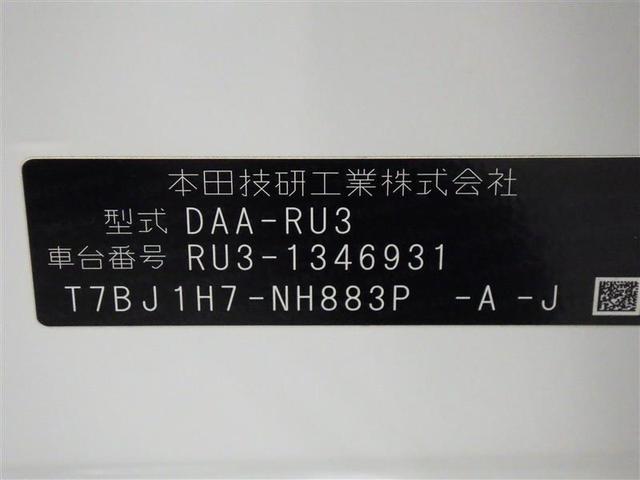 本田技研工業株式会社
型式 DAA-RU3
車台番号 RU3-1346931
T7BJ1H7-NH883P -A-J